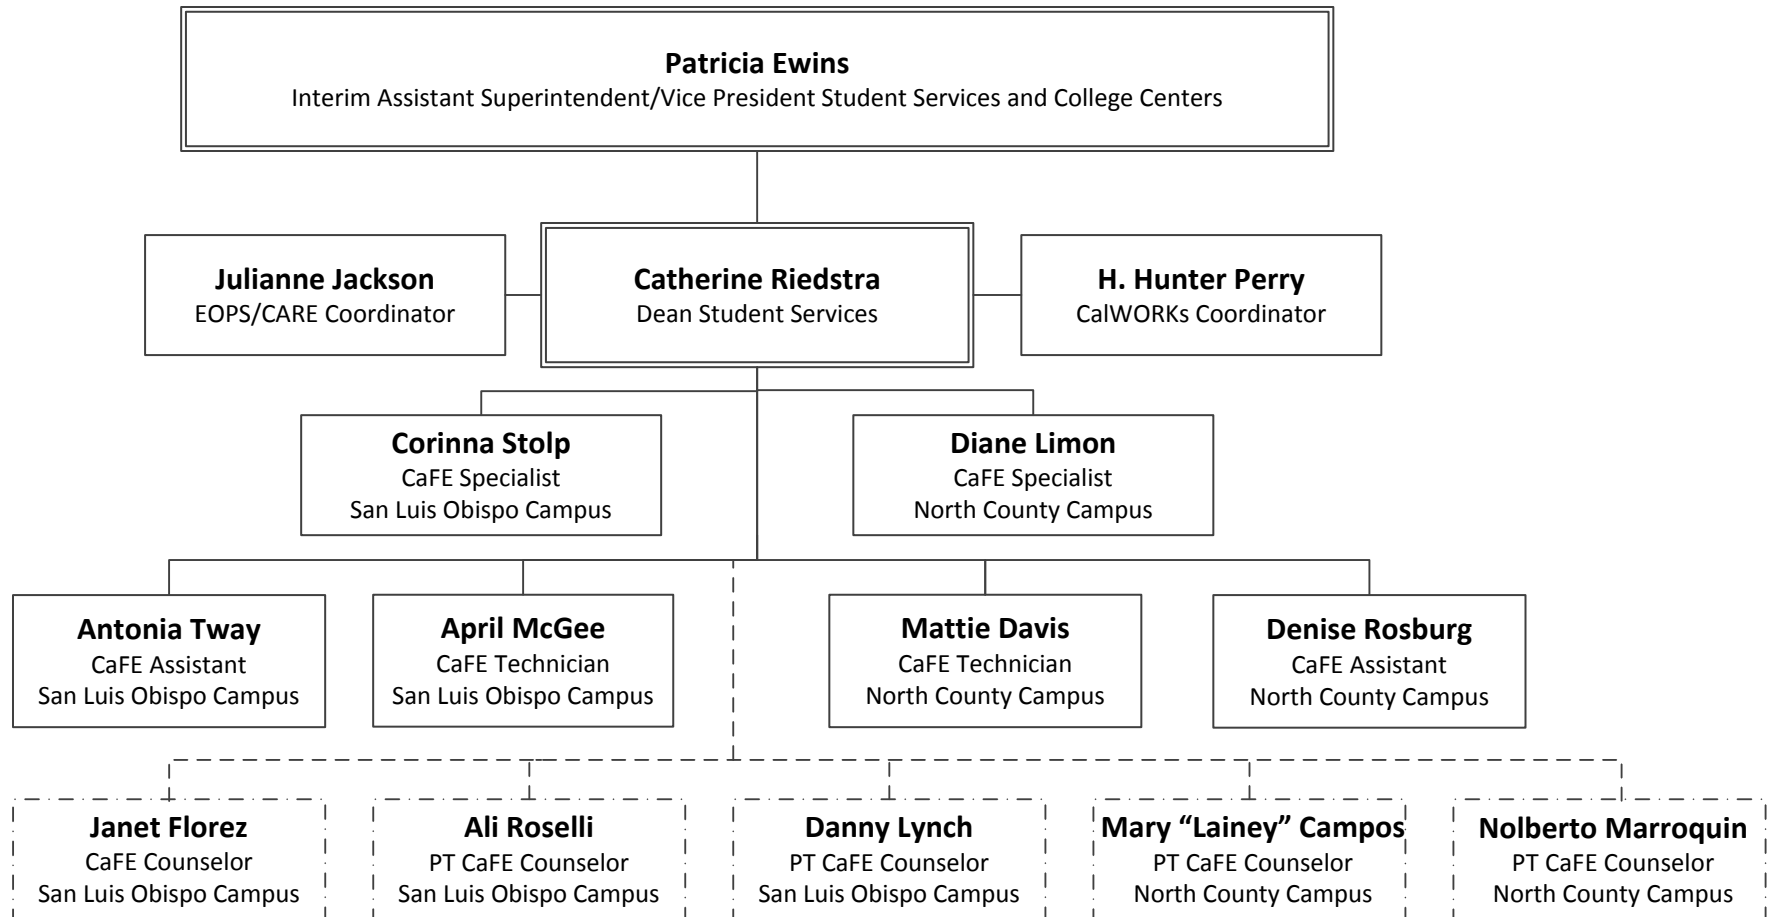 Patricia Ewins
Interim Assistant Superintendent/Vice President Student Services and College Centers
Julianne Jackson
EOPS/CARE Coordinator
Catherine Riedstra
Dean Student Services
H. Hunter Perry
CalWORKs Coordinator
Corinna Stolp
CaFE Specialist
San Luis Obispo Campus
Diane Limon
CaFE Specialist
North County Campus
Antonia Tway
CaFE Assistant
San Luis Obispo Campus
April McGee
CaFE Technician
San Luis Obispo Campus
Mattie Davis
CaFE Technician
North County Campus
Denise Rosburg
CaFE Assistant
North County Campus
Janet Florez
CaFE Counselor
San Luis Obispo Campus
Ali Roselli
PT CaFE Counselor
San Luis Obispo Campus
Danny Lynch
PT CaFE Counselor
San Luis Obispo Campus
Mary “Lainey” Campos
PT CaFE Counselor
North County Campus
Nolberto Marroquin
PT CaFE Counselor
North County Campus